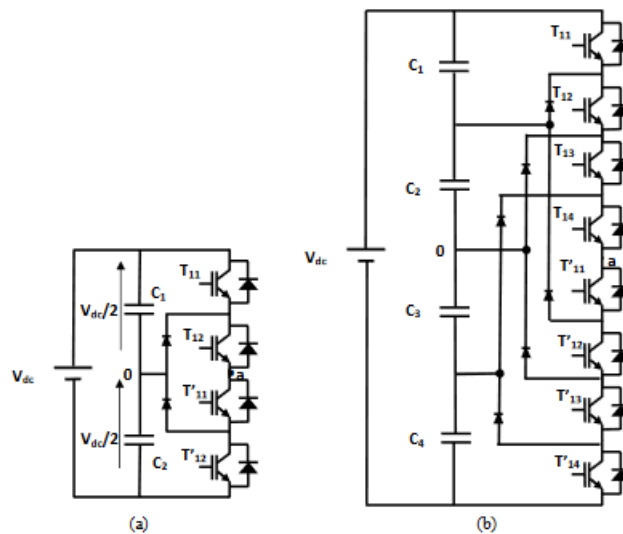 T11
C1
T12
Vdc/2
Vdc
0
a
T'11
Vdc/2
C2
T'12
(a)
T11
C1
T12
T13
C2
T14
Vdc
0
a
T'11
C3
T'12
T'13
C4
T'14
(b)